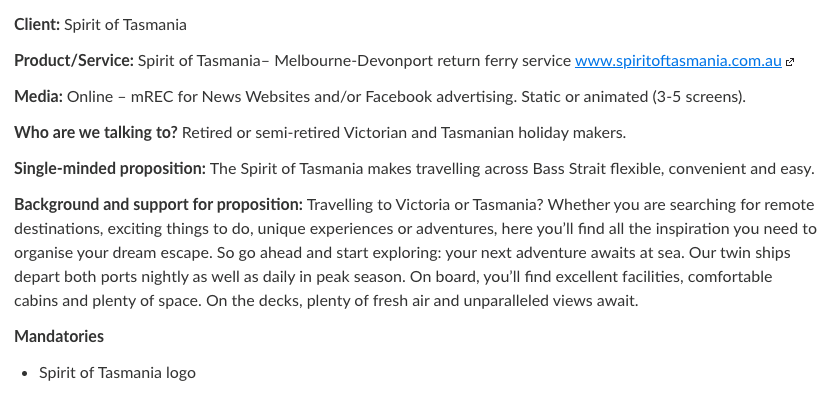 Client: Spirit of Tasmania
Product/Service: Spirit of Tasmania– Melbourne-Devonport return ferry service www.spiritoftasmania.com.au
Media: Online – mREC for News Websites and/or Facebook advertising. Static or animated (3-5 screens).
Who are we talking to? Retired or semi-retired Victorian and Tasmanian holiday makers.
Single-minded proposition: The Spirit of Tasmania makes travelling across Bass Strait flexible, convenient and easy.
Background and support for proposition: Travelling to Victoria or Tasmania? Whether you are searching for remote
destinations, exciting things to do, unique experiences or adventures, here you’ll find all the inspiration you need to
organise your dream escape. So go ahead and start exploring: your next adventure awaits at sea. Our twin ships
depart both ports nightly as well as daily in peak season. On board, you’ll find excellent facilities, comfortable
cabins and plenty of space. On the decks, plenty of fresh air and unparalleled views await.
Mandatories
• Spirit of Tasmania logo